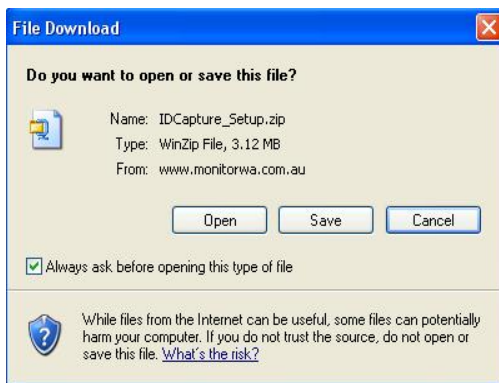 File Download
Do you want to open or save this file?
Name: IDCapture_Setup.zip
Type: WinZip File, 3.12 MB
From: www.monitorwa.com.au
Open Save Cancel
Always ask before opening this type of file
While files from the Internet can be useful, some files can potentially
harm your computer. If you do not trust the source, do not open or
save this file. What's the risk?